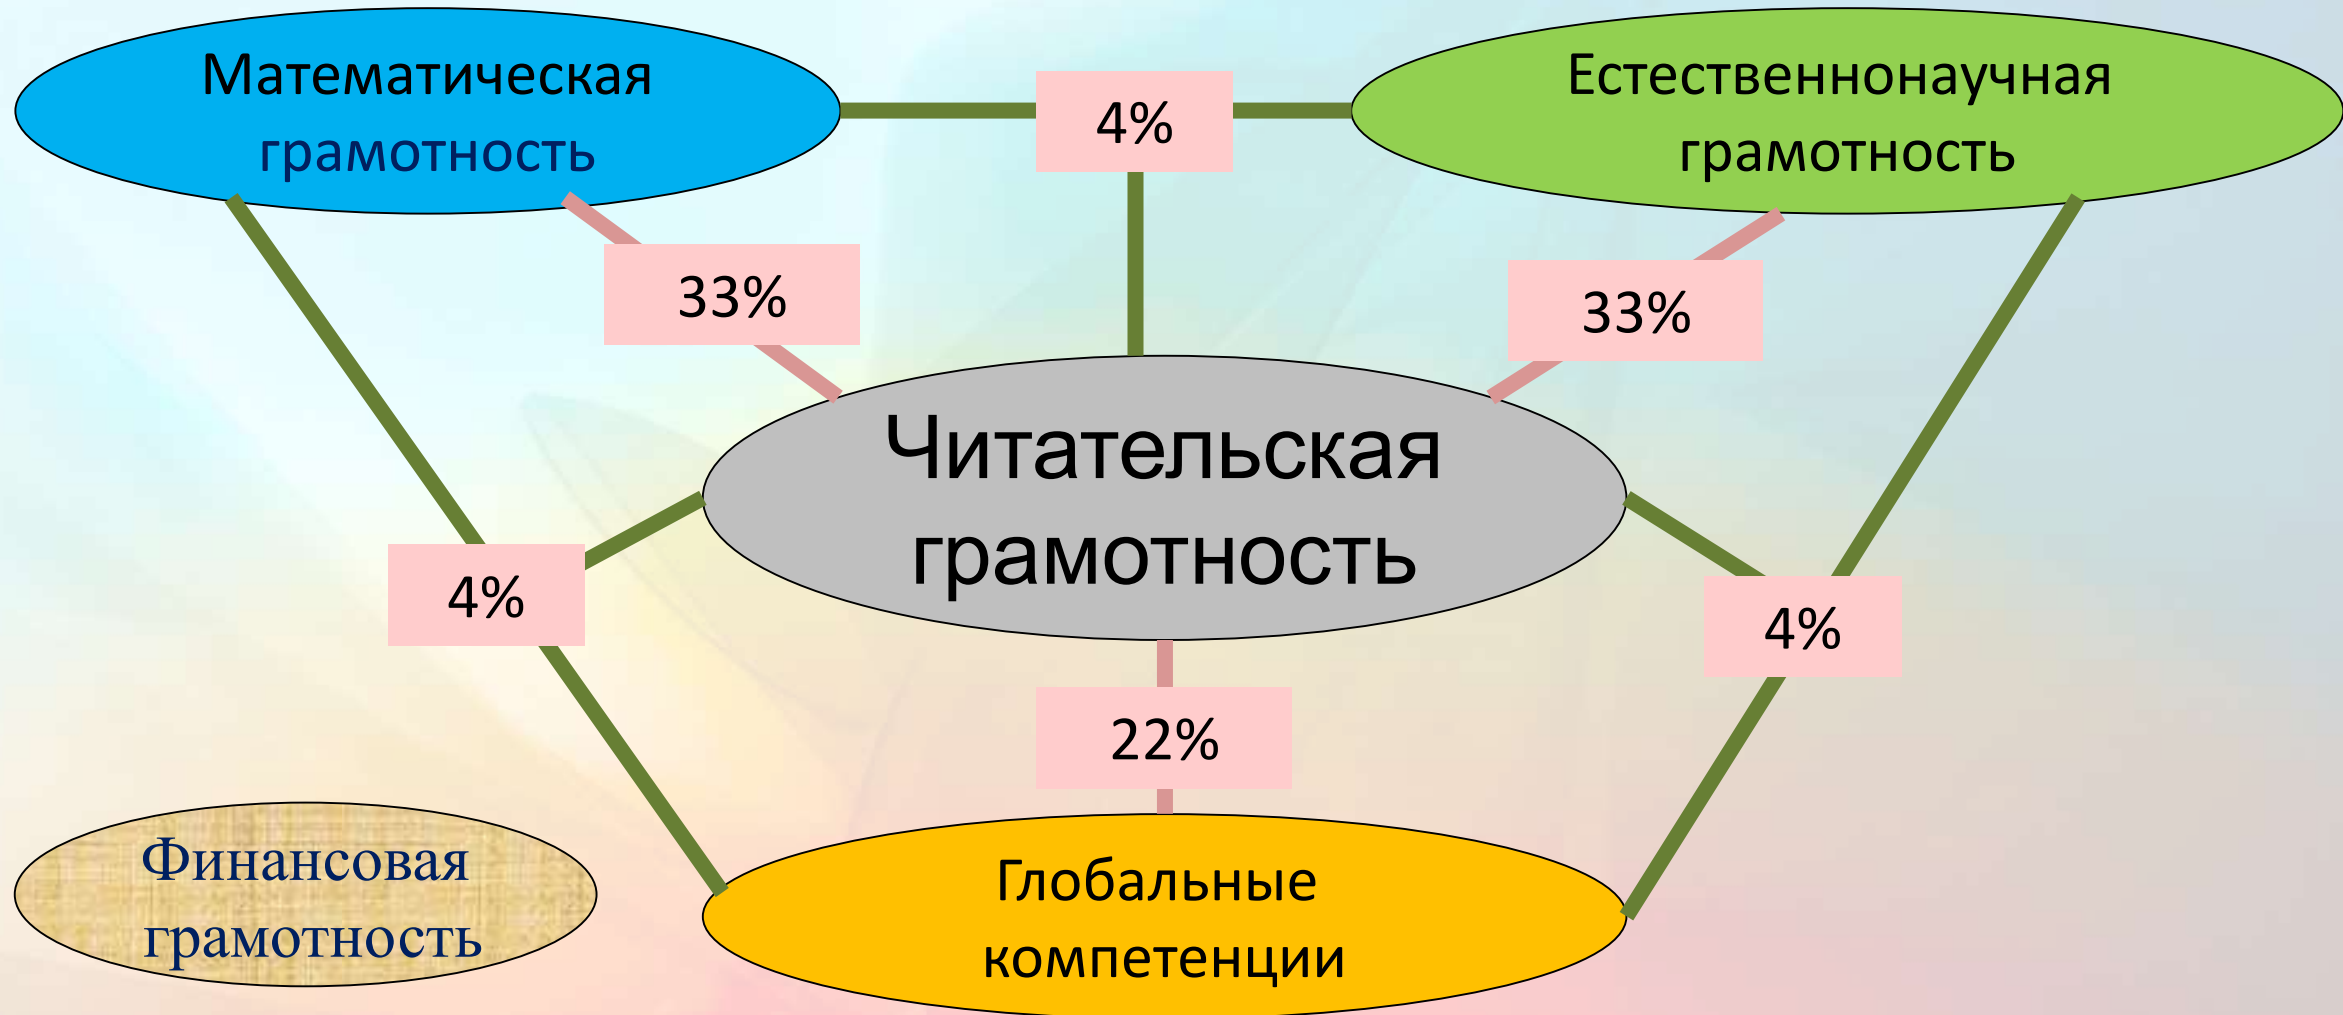 Математическая
грамотность
4%
Естественнонаучная
грамотность
33%
33%
Читательская
грамотность
4%
4%
22%
Финансовая
грамотность
Глобальные
компетенции